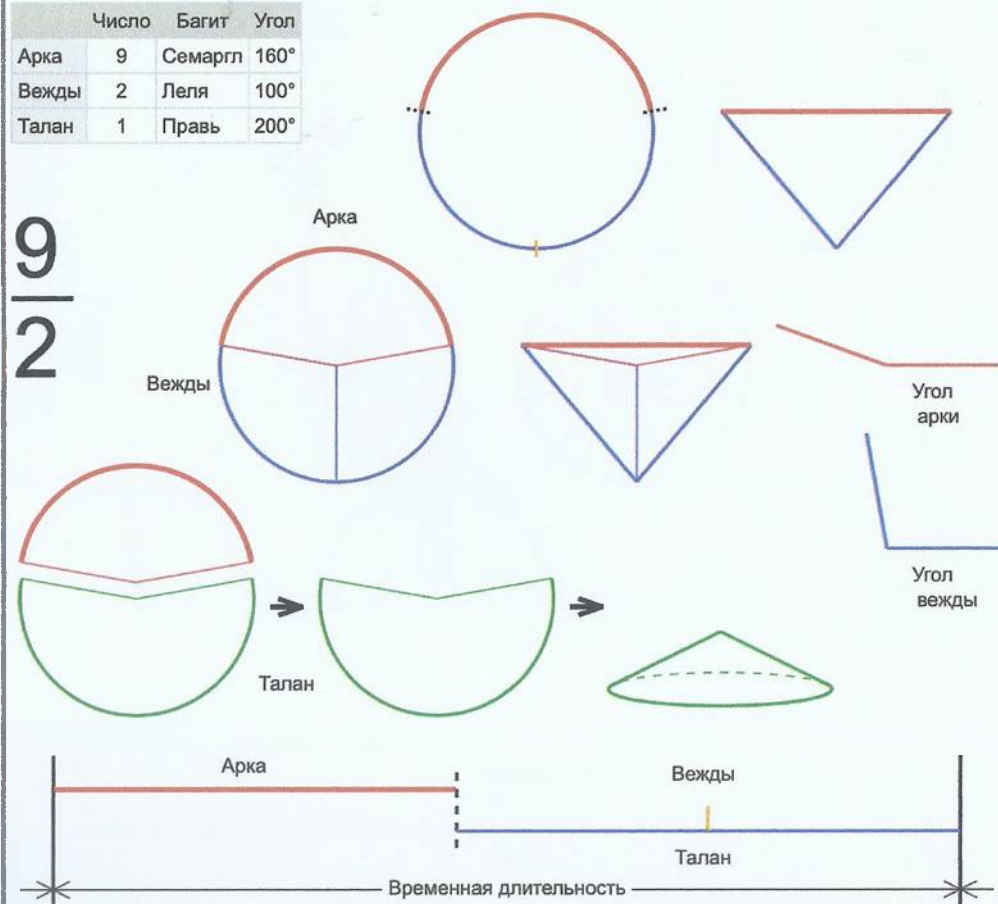 Число Багит Угол
Арка 9 Семаргл 160°
Вежды 2 Леля 100°
Талан 1 Правь 200°
9
2
Арка
Вежды
Угол
арки
Угол
вежды
Талан
Арка
Вежды
Талан
Временная длительность